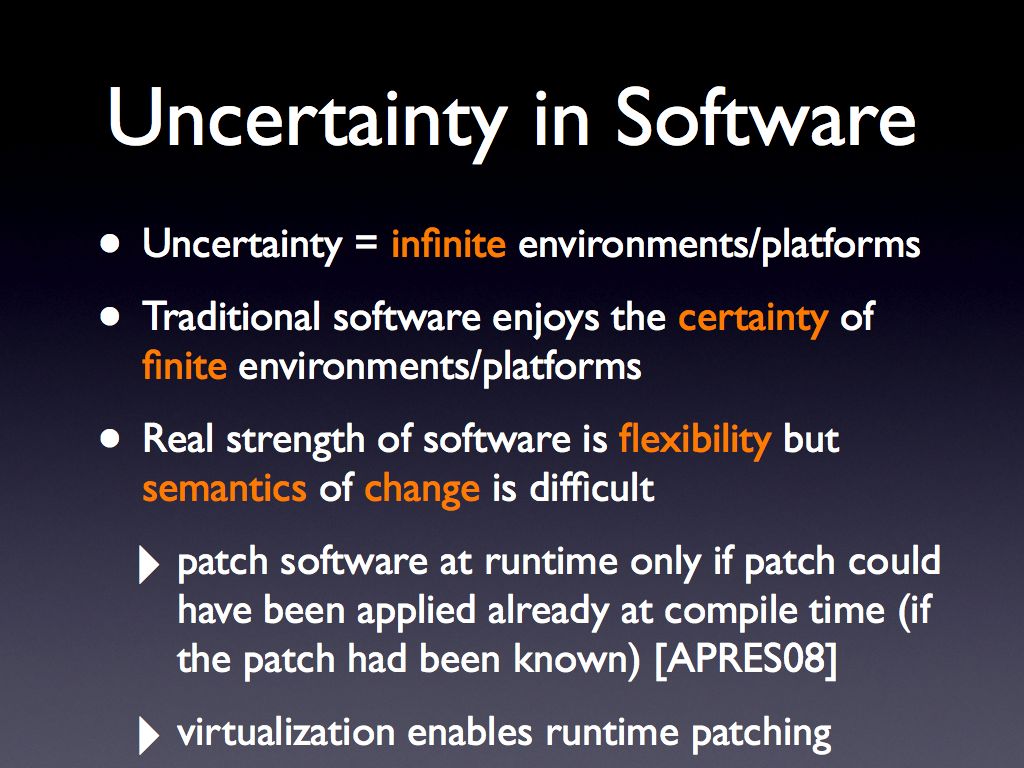 Uncertainty in Software
• Uncertainty = infinite environments/platforms
• Traditional software enjoys the certainty of
finite environments/platforms
• Real strength of software is flexibility but
semantics of change is difficult
‣ patch software at runtime only if patch could
have been applied already at compile time (if
the patch had been known) [APRES08]
‣ virtualization enables runtime patching